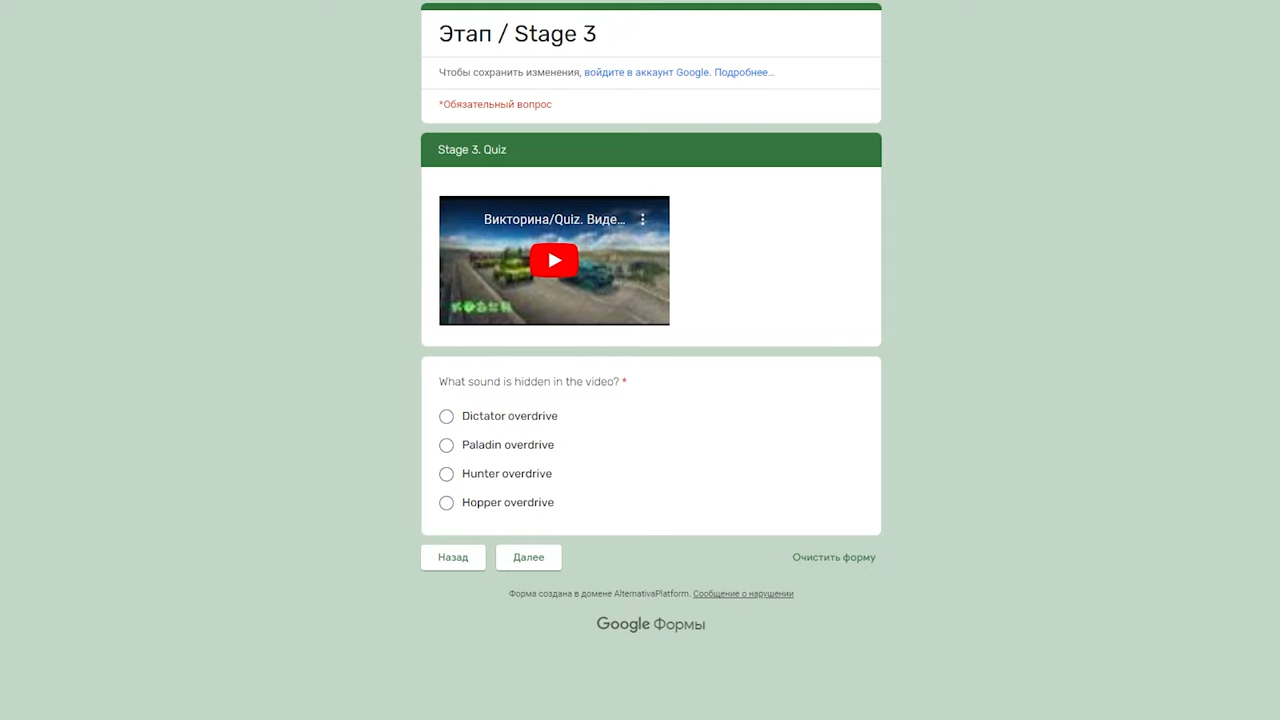 Этап / Stage 3
Чтобы сохранить изменения, войдите в аккаунт Google. Подробнее…
*Обязательный вопрос
Stage 3. Quiz
Викторина/Quiz. Виде…
What sound is hidden in the video? *
Dictator overdrive
Paladin overdrive
Hunter overdrive
Hopper overdrive
Назад Далее Очистить форму
Форма создана в домене AlternativaPlatform. Сообщение о нарушении
Google Формы